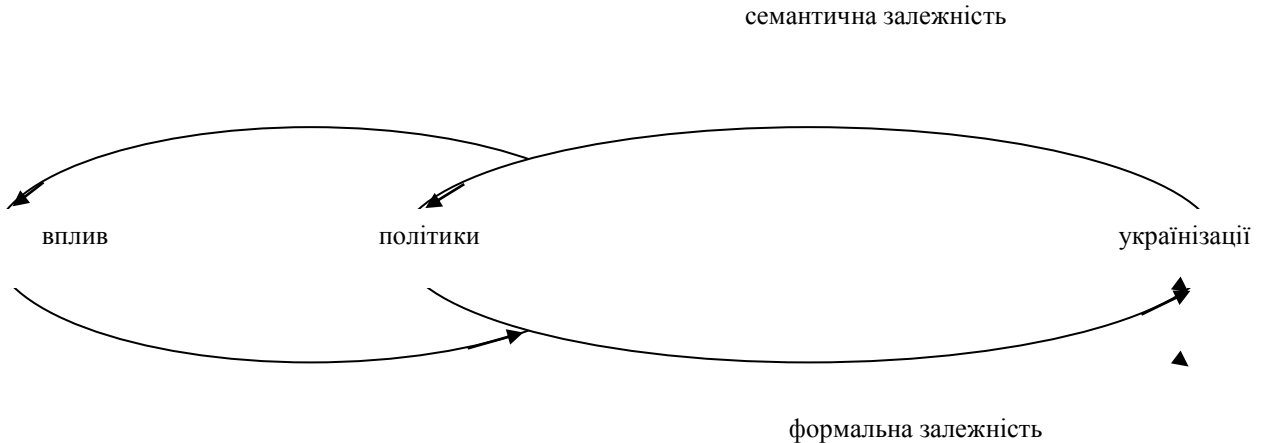 семантична залежність
вплив політики українізації
формальна залежність